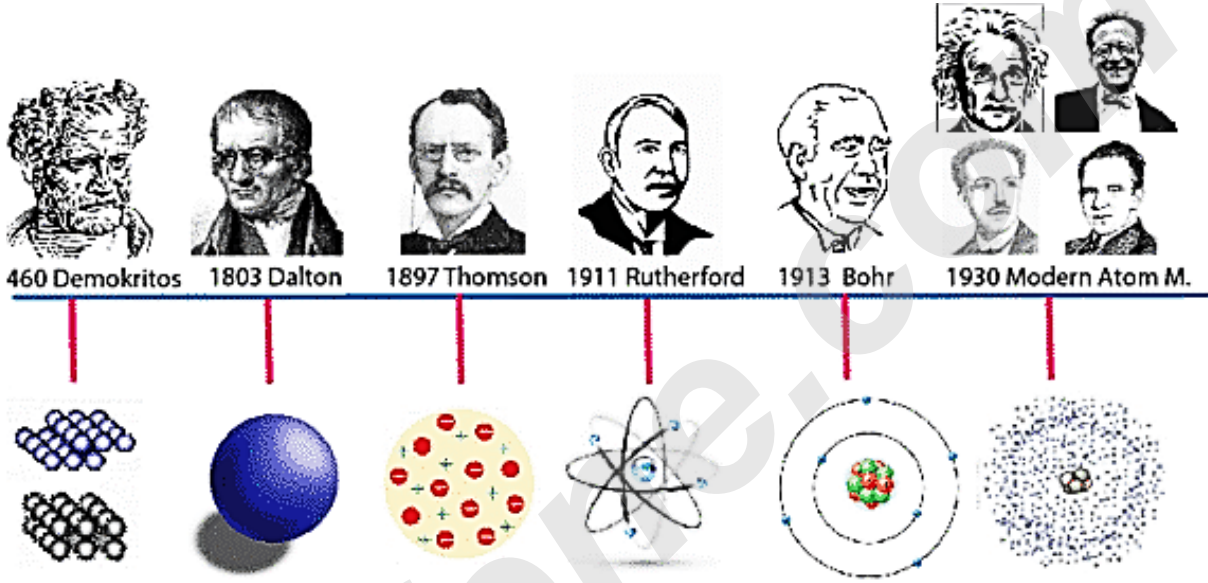 460 Demokritos
1803 Dalton
1897 Thomson
1911 Rutherford
1913 Bohr
1930 Modern Atom M.